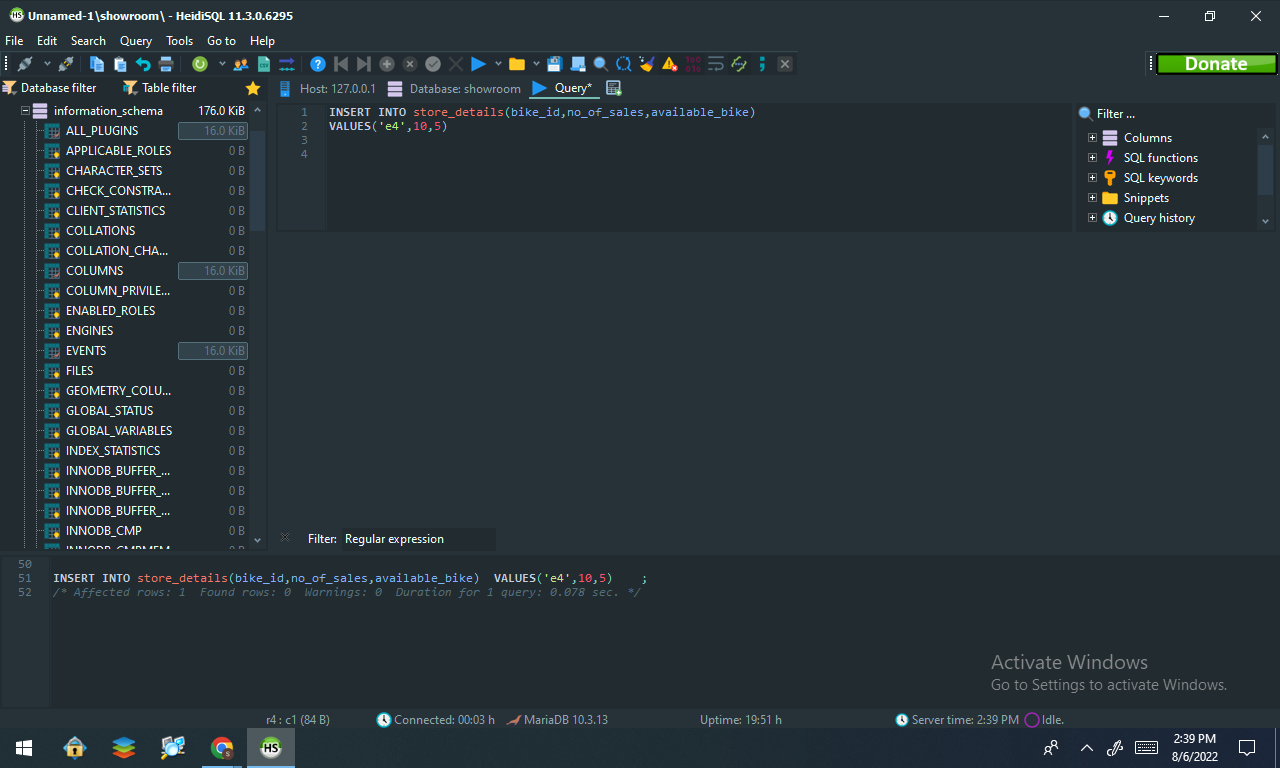 Unnamed-1\showroom\ - HeidiSQL 11.3.0.6295
File Edit Search Query Tools Go to Help
Donate
Database filter Table filter
Host: 127.0.0.1 Database: showroom Query*
information_schema 176.0 KiB
ALL_PLUGINS 16.0 KiB
APPLICABLE_ROLES 0 B
CHARACTER_SETS 0 B
CHECK_CONSTRA... 0 B
CLIENT_STATISTICS 0 B
COLLATIONS 0 B
COLLATION_CHA... 0 B
COLUMNS 16.0 KiB
COLUMN_PRIVILE... 0 B
ENABLED_ROLES 0 B
ENGINES 0 B
EVENTS 16.0 KiB
FILES 0 B
GEOMETRY_COLU... 0 B
GLOBAL_STATUS 0 B
GLOBAL_VARIABLES 0 B
INDEX_STATISTICS 0 B
INNODB_BUFFER_... 0 B
INNODB_BUFFER_... 0 B
INNODB_BUFFER_... 0 B
INNODB_CMP 0 B
1 INSERT INTO store_details(bike_id,no_of_sales,available_bike)
2 VALUES('e4',10,5)
3
4
Filter ...
Columns
SQL functions
SQL keywords
Snippets
Query history
Filter: Regular expression
50
51 INSERT INTO store_details(bike_id,no_of_sales,available_bike) VALUES('e4',10,5) ;
52 /* Affected rows: 1 Found rows: 0 Warnings: 0 Duration for 1 query: 0.078 sec. */
Activate Windows
Go to Settings to activate Windows.
r4 : c1 (84 B) Connected: 00:03 h MariaDB 10.3.13 Uptime: 19:51 h Server time: 2:39 PM Idle.
HS
2:39 PM
8/6/2022